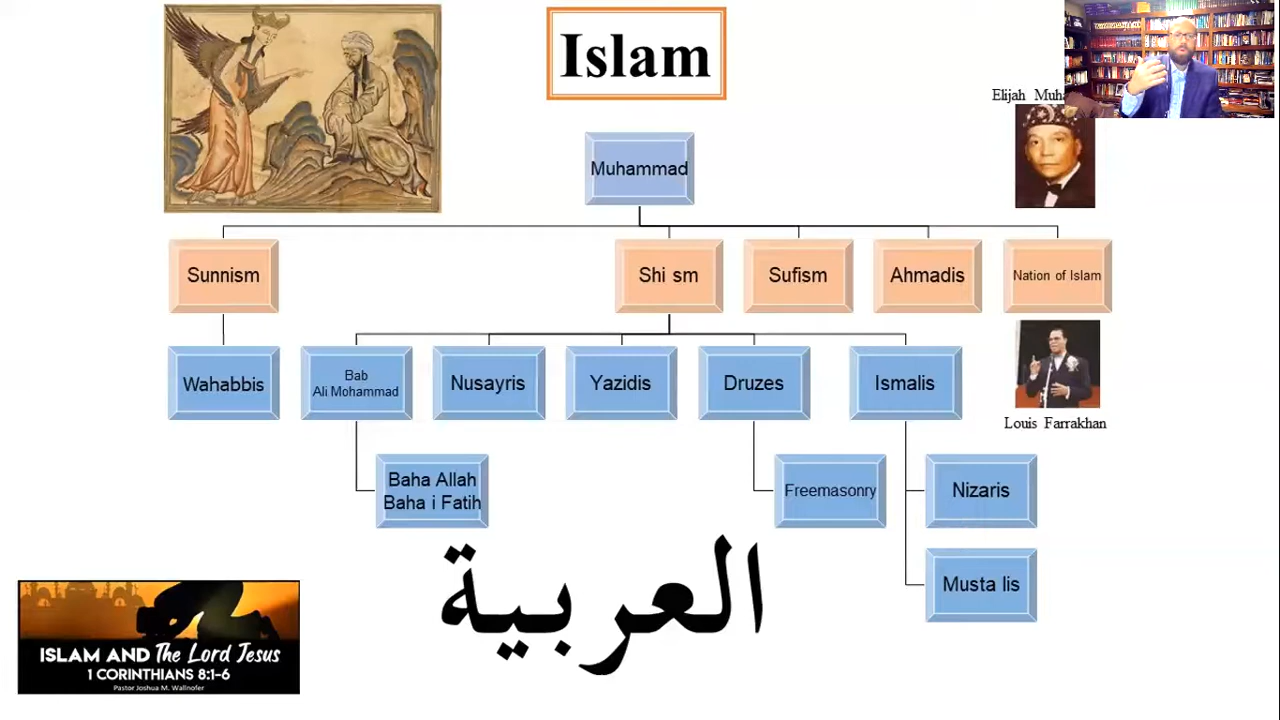 Islam
Elijah
Muhammad
Sunnism
Shi sm
Sufism
Ahmadis
Nation of Islam
Wahabbis
Bab
Ali Mohammad
Nusayris
Yazidis
Druzes
Ismalis
Louis Farrakhan
Baha Allah
Baha i Fatih
Freemasonry
Nizaris
Musta lis
العربية
ISLAM AND The Lord Jesus
1 CORINTHIANS 8:1-6
Pastor Joshua M. Wallnofer